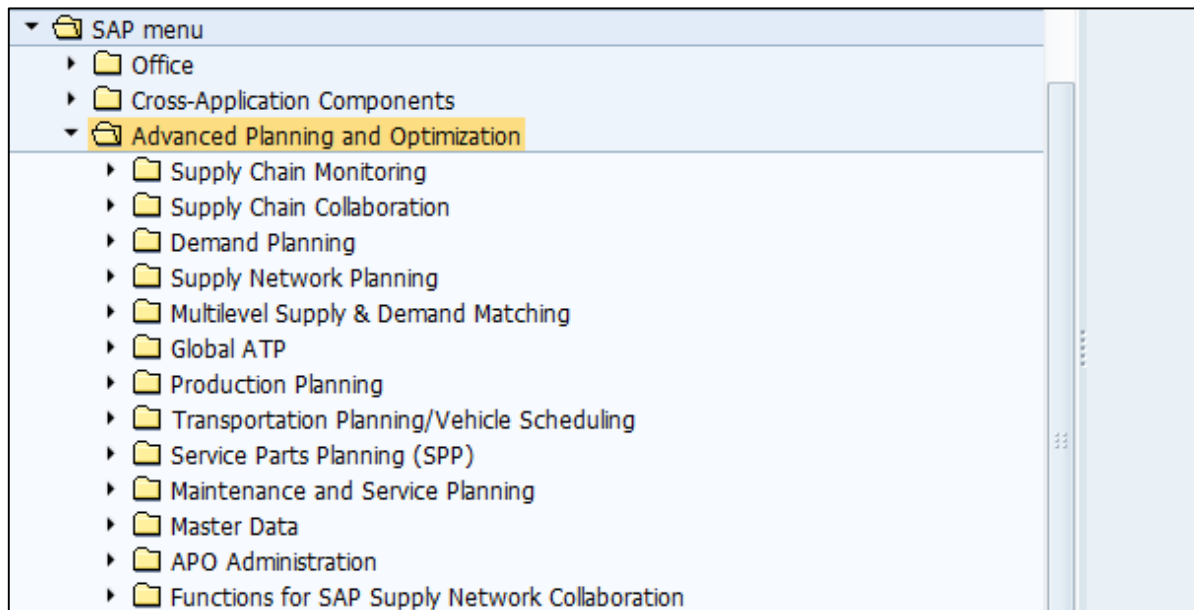 SAP menu
Office
Cross-Application Components
Advanced Planning and Optimization
Supply Chain Monitoring
Supply Chain Collaboration
Demand Planning
Supply Network Planning
Multilevel Supply & Demand Matching
Global ATP
Production Planning
Transportation Planning/Vehicle Scheduling
Service Parts Planning (SPP)
Maintenance and Service Planning
Master Data
APO Administration
Functions for SAP Supply Network Collaboration